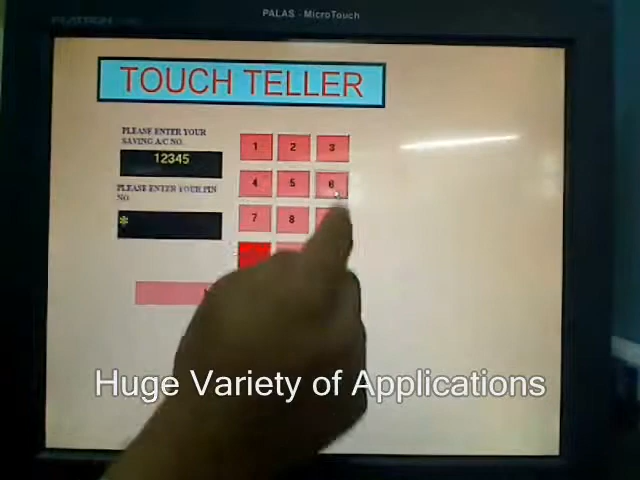 PALAS - MicroTouch
TOUCH TELLER
PLEASE ENTER YOUR
SAVING A/C NO.
12345
PLEASE ENTER YOUR PIN
NO
*
1 2 3
4 5 6
7 8
Huge Variety of Applications